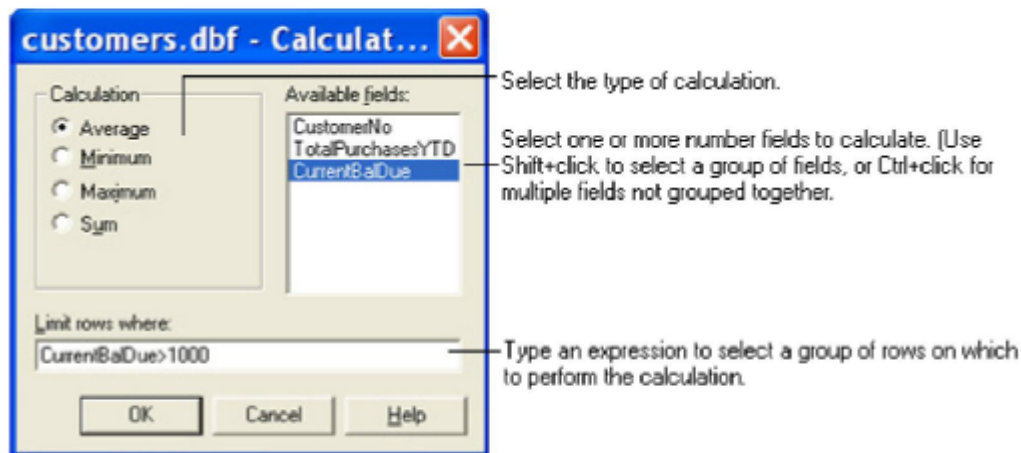 customers.dbf - Calculat...
Calculation
Average
Minimum
Maximum
Sum
Available fields:
CustomerNo
TotalPurchasesYTD
CurrentBalDue
Limit rows where:
CurrentBalDue>1000
OK
Cancel
Help
Select the type of calculation.
Select one or more number fields to calculate. (Use
Shift+click to select a group of fields, or Ctrl+click for
multiple fields not grouped together.
Type an expression to select a group of rows on which
to perform the calculation.